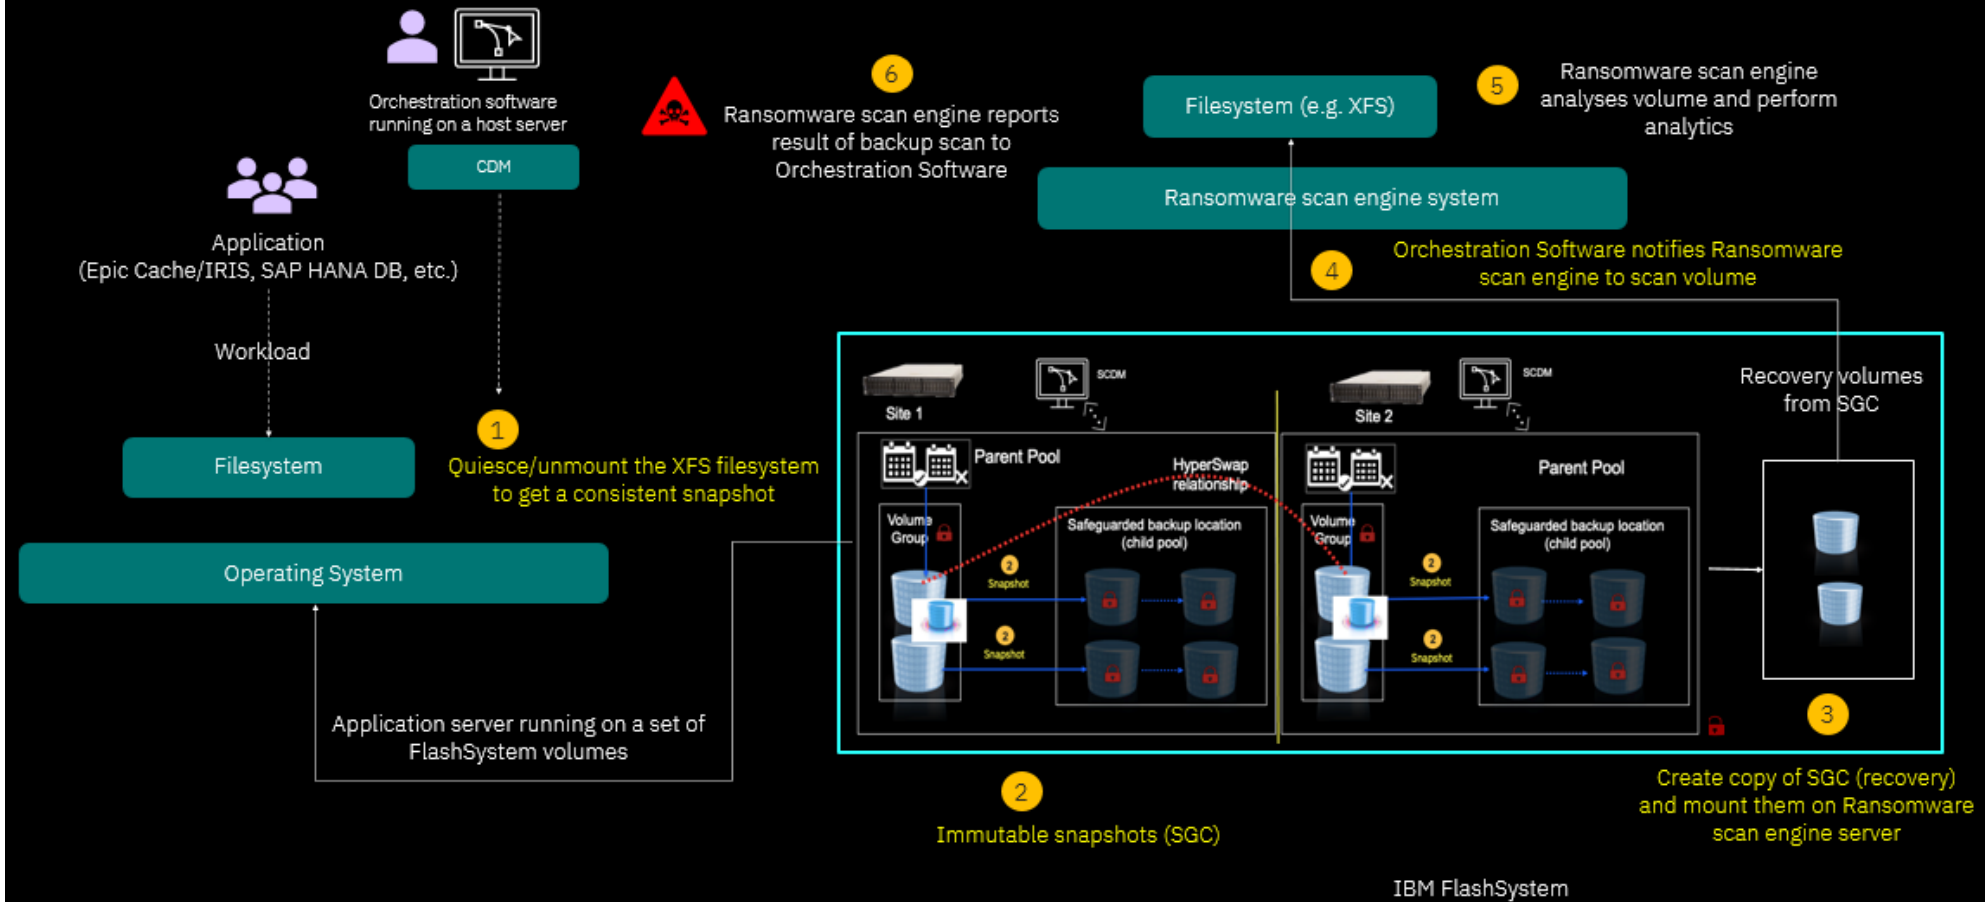 Orchestration software
running on a host server
CDM
Application
(Epic Cache/IRIS, SAP HANA DB, etc.)
Workload
Filesystem
Operating System
1
Quiesce/unmount the XFS filesystem
to get a consistent snapshot
Application server running on a set of
FlashSystem volumes
6
Ransomware scan engine reports
result of backup scan to
Orchestration Software
Filesystem (e.g. XFS)
5
Ransomware scan engine
analyses volume and perform
analytics
Ransomware scan engine system
4
Orchestration Software notifies Ransomware
scan engine to scan volume
Site 1
SCDM
Parent Pool
HyperSwap
relationship
Volume
Group
Safeguarded backup location
(child pool)
2
Snapshot
2
Snapshot
Site 2
SCDM
Parent Pool
Volume
Group
Safeguarded backup location
(child pool)
2
Snapshot
2
Snapshot
Recovery volumes
from SGC
3
Create copy of SGC (recovery)
and mount them on Ransomware
scan engine server
2
Immutable snapshots (SGC)
IBM FlashSystem